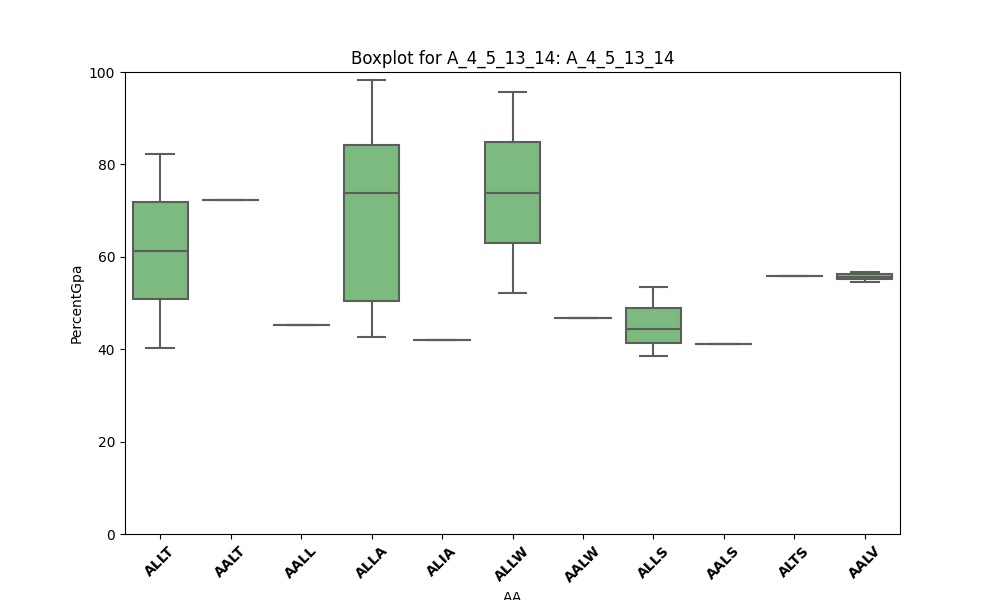 Boxplot for A_4_5_13_14: A_4_5_13_14
PercentGpa
100
80
60
40
20
0
ALLT AALT AALL ALLA ALIA ALLW AALW ALLS AALS ALTS AALV
AA